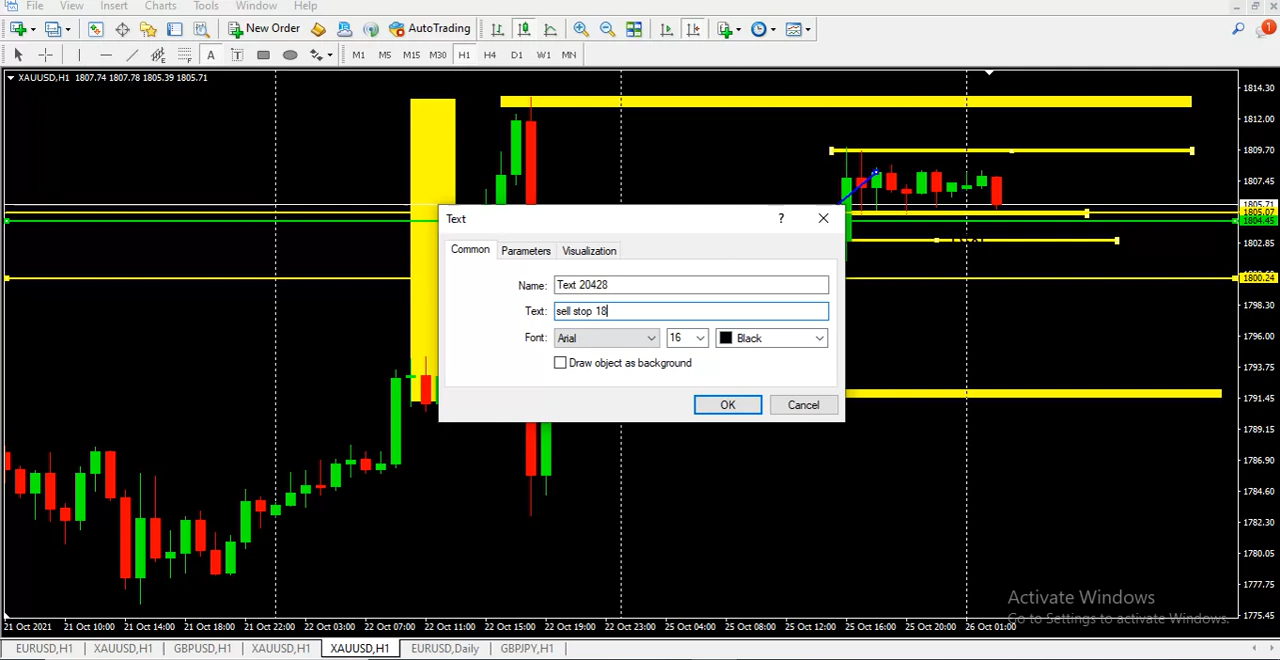 File View Insert Charts Tools Window Help
New Order AutoTrading 1
A T M1 M5 M15 M30 H1 H4 D1 W1 MN
XAUUSD,H1 1807.74 1807.78 1805.39 1805.71
1814.30
1812.00
1809.70
1807.45
1805.71
1805.07
1804.45
1802.85
1800.24
1798.30
1796.00
1793.75
1791.45
1789.15
1786.90
1784.60
1782.30
1780.05
1777.75
1775.45
Text ? ×
Common Parameters Visualization
Name: Text 20428
Text: sell stop 18
Font: Arial 16 Black
Draw object as background
OK Cancel
Activate Windows
Go to Settings to activate Windows.
21 Oct 2021 21 Oct 10:00 21 Oct 14:00 21 Oct 18:00 21 Oct 22:00 22 Oct 03:00 22 Oct 07:00 22 Oct 11:00 22 Oct 15:00 22 Oct 19:00 22 Oct 23:00 25 Oct 04:00 25 Oct 08:00 25 Oct 12:00 25 Oct 16:00 25 Oct 20:00 26 Oct 01:00
EURUSD,H1 XAUUSD,H1 GBPUSD,H1 XAUUSD,H1 XAUUSD,H1 EURUSD,Daily GBPJPY,H1